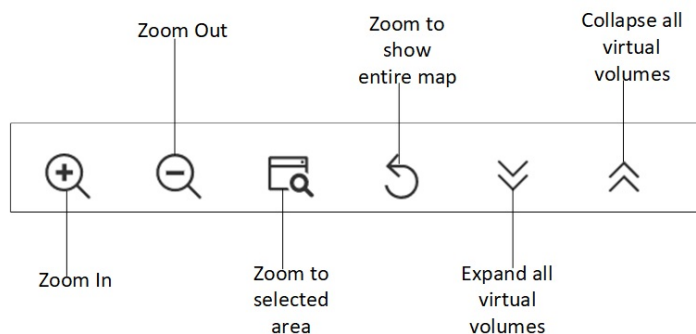 Zoom Out
Zoom to
show
entire map
Collapse all
virtual
volumes
Zoom In
Zoom to
selected
area
Expand all
virtual
volumes